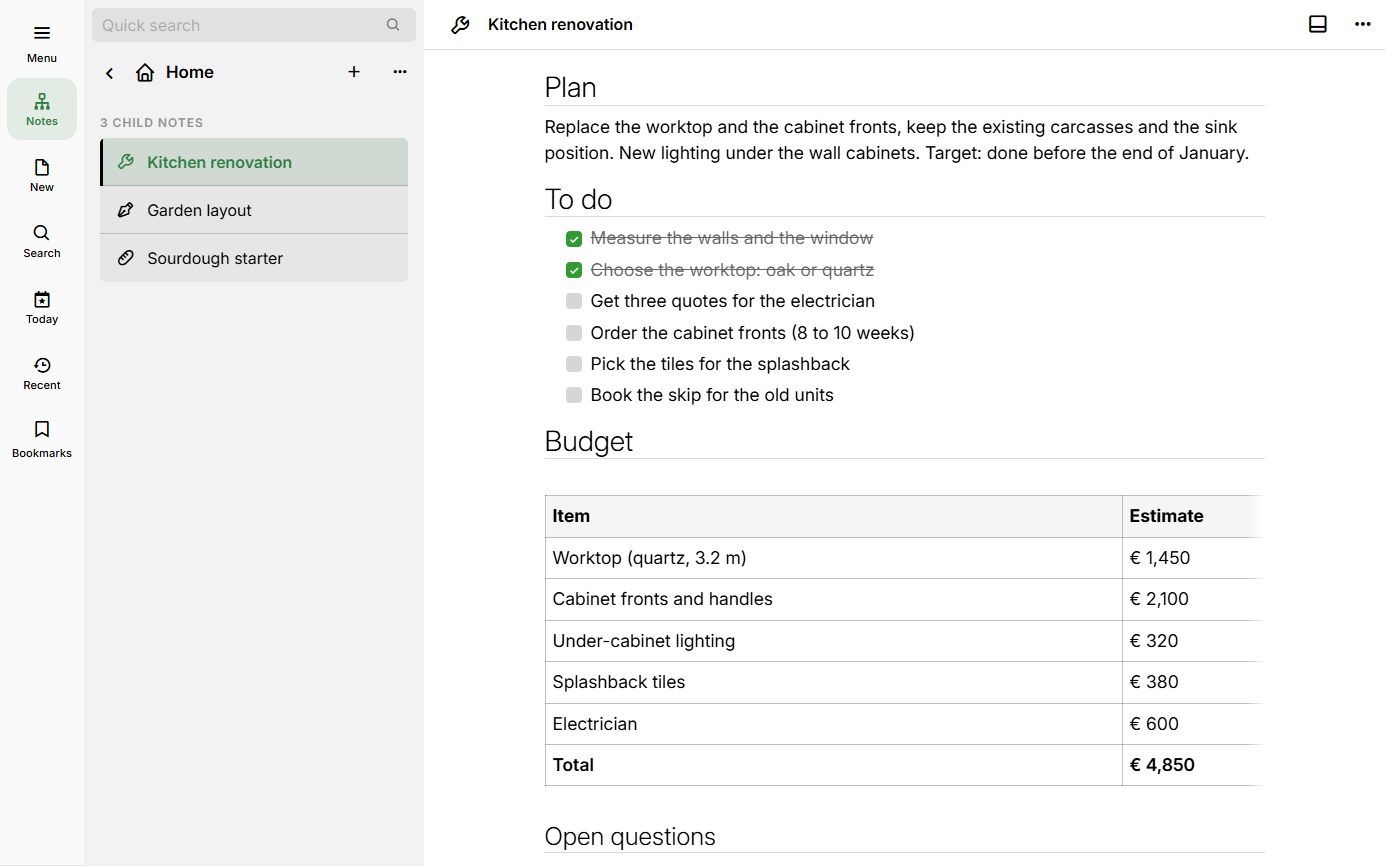 Menu
Notes
New
Search
Today
Recent
Bookmarks
Quick search
Home
3 CHILD NOTES
Kitchen renovation
Garden layout
Sourdough starter
Kitchen renovation
Plan
Replace the worktop and the cabinet fronts, keep the existing carcasses and the sink
position. New lighting under the wall cabinets. Target: done before the end of January.
To do
Measure the walls and the window
Choose the worktop: oak or quartz
Get three quotes for the electrician
Order the cabinet fronts (8 to 10 weeks)
Pick the tiles for the splashback
Book the skip for the old units
Budget
Item Estimate
Worktop (quartz, 3.2 m) € 1,450
Cabinet fronts and handles € 2,100
Under-cabinet lighting € 320
Splashback tiles € 380
Electrician € 600
Total € 4,850
Open questions